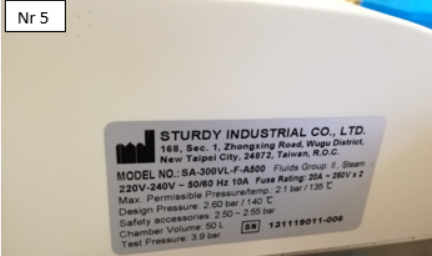 Nr 5
STURDY INDUSTRIAL CO., LTD.
168, Sec. 1, Zhongxing Road, Wugu District,
New Taipei City, 24872, Taiwan, R.O.C.
MODEL NO.: SA-300VL-F-A500 Fluids Group: II, Steam
220V-240V ~ 50/60 Hz 10A Fuse Rating: 20A ~ 250V x 2
Max. Permissible Pressure/temp.: 2.1 bar / 135 ℃
Design Pressure: 2.60 bar / 140 ℃
Safety accessories: 2.50 ~ 2.55 bar
Chamber Volume: 50 L SN 131119011-006
Test Pressure: 3.9 bar